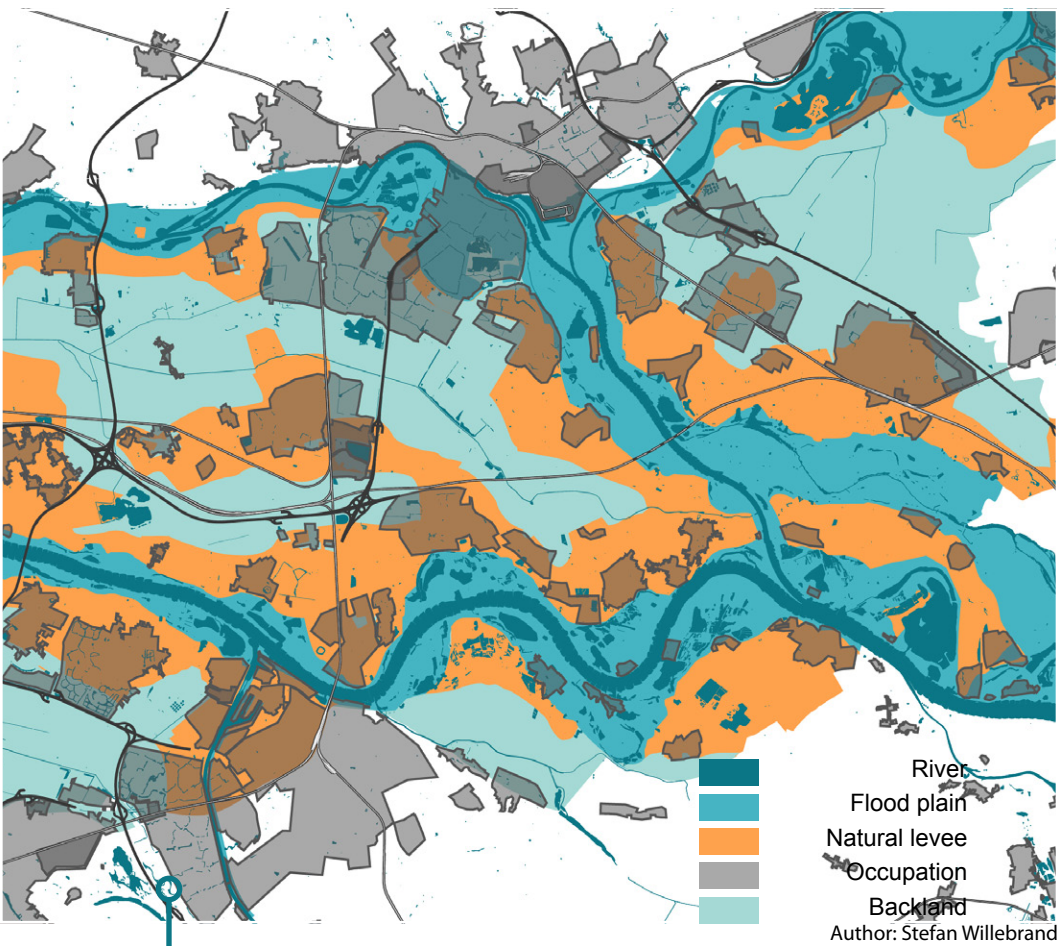 River
Flood plain
Natural levee
Occupation
Backland
Author: Stefan Willebrand